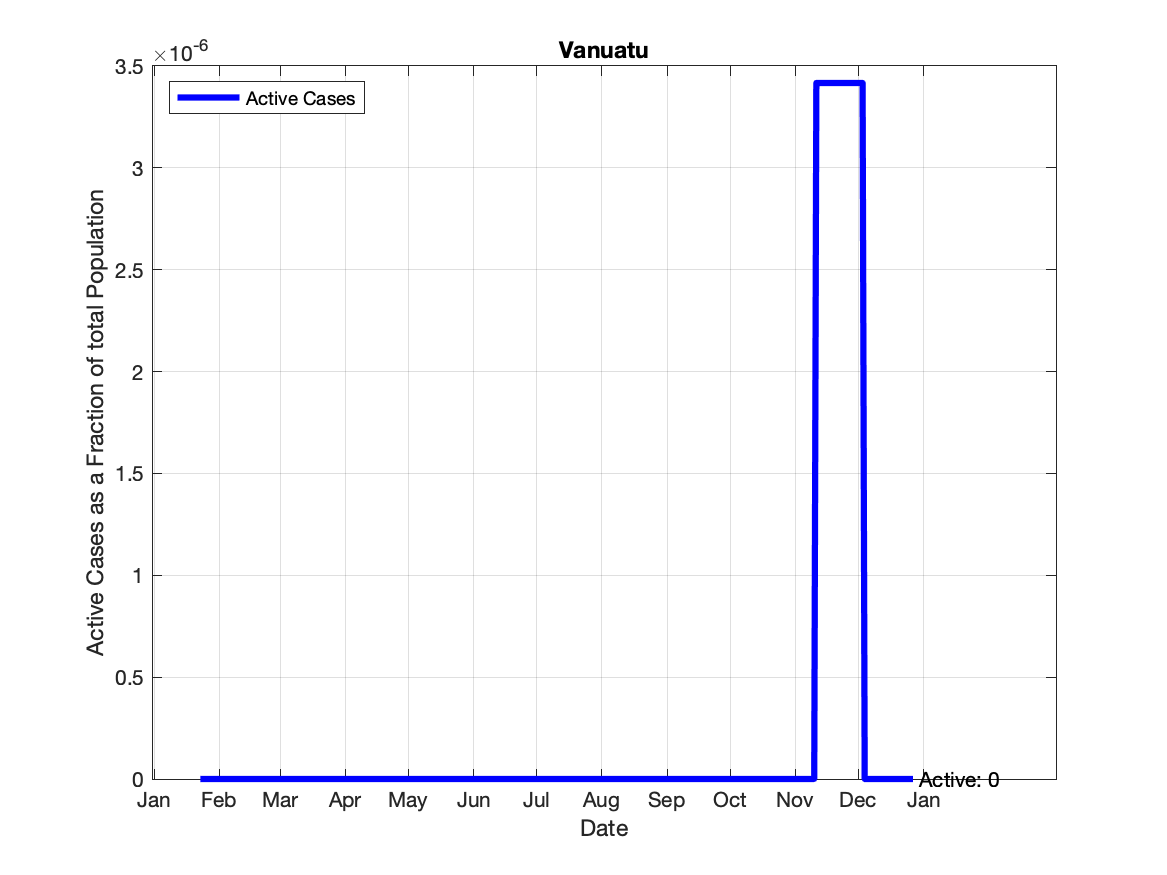 Vanuatu
×10-6
Active Cases
3.5
3
2.5
2
1.5
1
0.5
0
Active Cases as a Fraction of total Population
Active: 0
Jan Feb Mar Apr May Jun Jul Aug Sep Oct Nov Dec Jan
Date